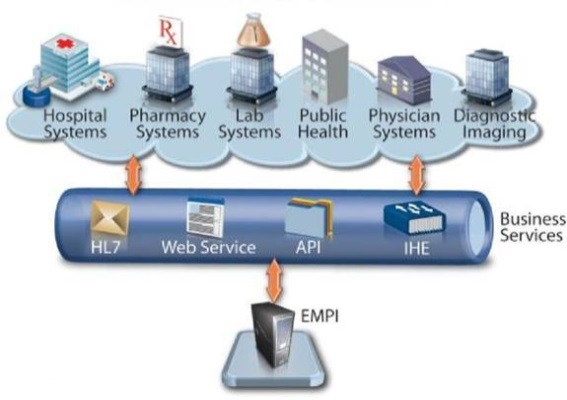 Rx
Hospital
Systems
Pharmacy
Systems
Lab
Systems
Public
Health
Physician
Systems
Diagnostic
Imaging
HL7
Web Service
API
IHE
Business
Services
EMPI